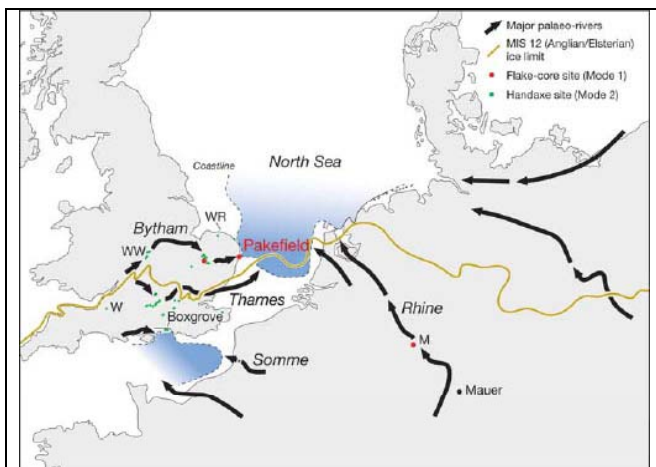 Major palaeo-rivers
MIS 12 (Anglian/Elsterian)
ice limit
Flake-core site (Mode 1)
Handaxe site (Mode 2)
North Sea
Coastline
WR
Bytham
Pakefield
WW
Thames
W
Boxgrove
Rhine
Somme
M
Mauer